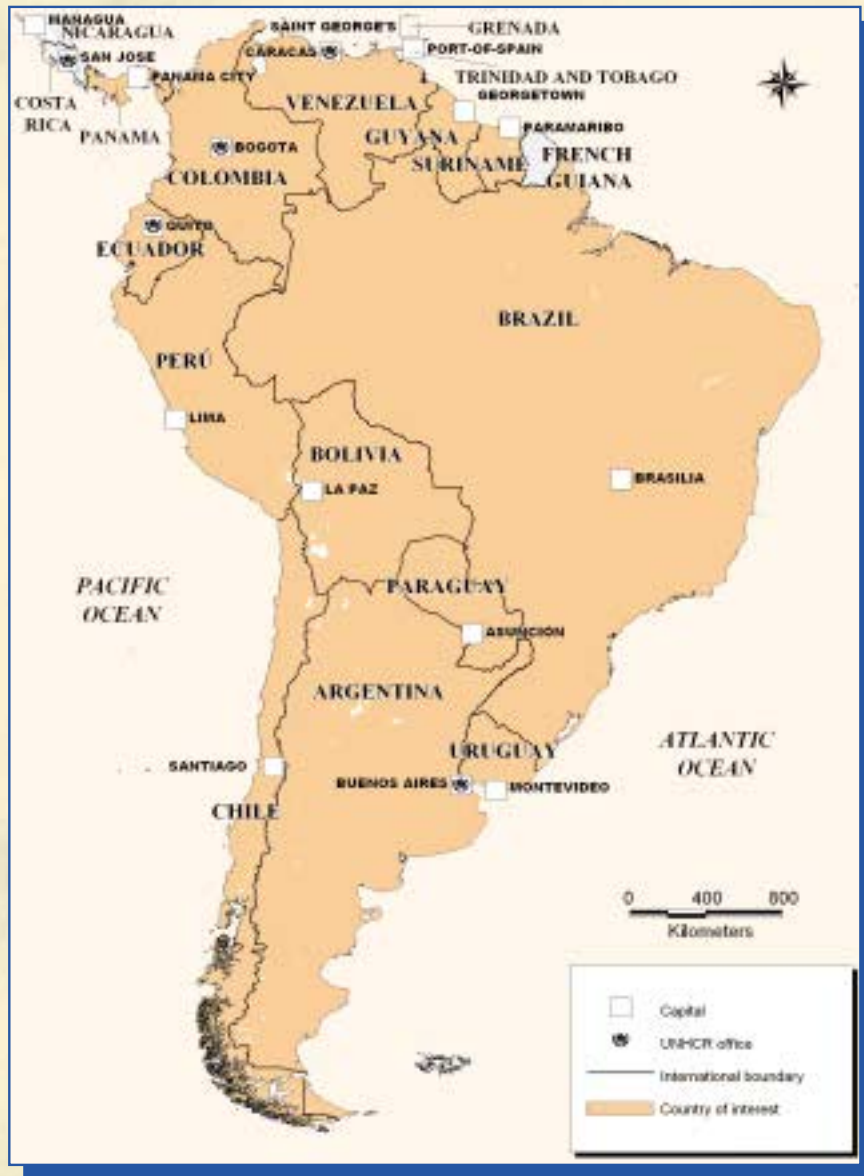 MANAGUA
NICARAGUA
SAN JOSE
COSTA
RICA
PANAMA CITY
PANAMA
SAINT GEORGE'S
GRENADA
CARACAS
PORT-OF-SPAIN
TRINIDAD AND TOBAGO
VENEZUELA
GEORGETOWN
GUYANA
PARAMARIBO
SURINAME
FRENCH
GUIANA
BOGOTA
COLOMBIA
QUITO
ECUADOR
BRAZIL
PERÚ
LIMA
BOLIVIA
LA PAZ
BRASILIA
PACIFIC
OCEAN
PARAGUAY
ASUNCIÓN
ARGENTINA
URUGUAY
ATLANTIC
OCEAN
SANTIAGO
BUENOS AIRES
MONTEVIDEO
CHILE
0 400 800
Kilometers
Capital
UNHCR office
International boundary
Country of interest